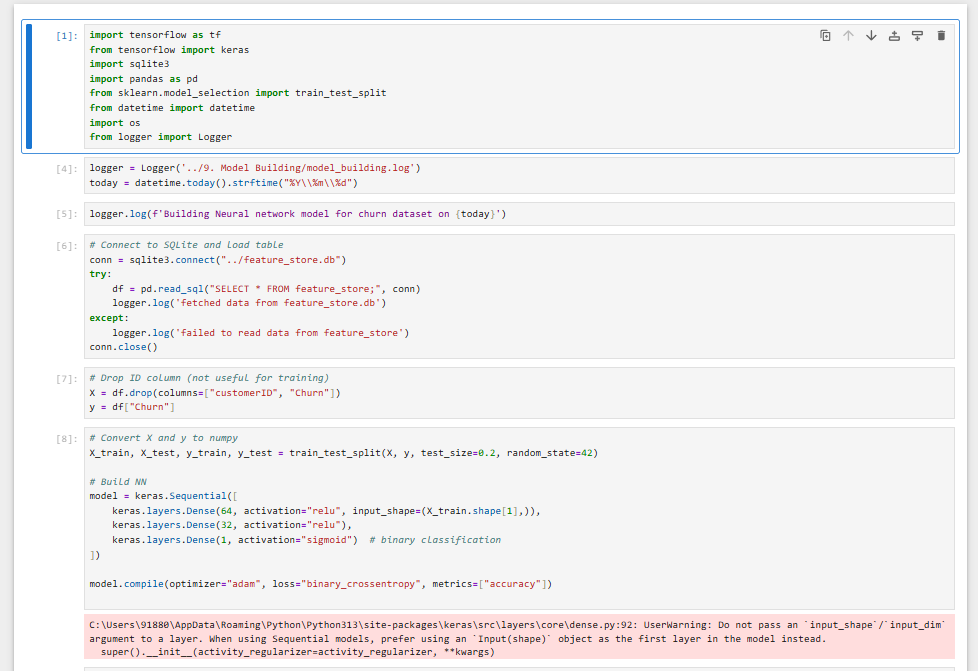 [1]: import tensorflow as tf
from tensorflow import keras
import sqlite3
import pandas as pd
from sklearn.model_selection import train_test_split
from datetime import datetime
import os
from logger import Logger
[4]: logger = Logger('../9. Model Building/model_building.log')
today = datetime.today().strftime("%Y\\%m\\%d")
[5]: logger.log(f'Building Neural network model for churn dataset on {today}')
[6]: # Connect to SQLite and load table
conn = sqlite3.connect("../feature_store.db")
try:
    df = pd.read_sql("SELECT * FROM feature_store;", conn)
    logger.log('fetched data from feature_store.db')
except:
    logger.log('failed to read data from feature_store')
conn.close()
[7]: # Drop ID column (not useful for training)
X = df.drop(columns=["customerID", "Churn"])
y = df["Churn"]
[8]: # Convert X and y to numpy
X_train, X_test, y_train, y_test = train_test_split(X, y, test_size=0.2, random_state=42)
# Build NN
model = keras.Sequential([
    keras.layers.Dense(64, activation="relu", input_shape=(X_train.shape[1],)),
    keras.layers.Dense(32, activation="relu"),
    keras.layers.Dense(1, activation="sigmoid")  # binary classification
])
model.compile(optimizer="adam", loss="binary_crossentropy", metrics=["accuracy"])
C:\Users\91880\AppData\Roaming\Python\Python313\site-packages\keras\src\layers\core\dense.py:92: UserWarning: Do not pass an `input_shape`/`input_dim`
argument to a layer. When using Sequential models, prefer using an `Input(shape)` object as the first layer in the model instead.
  super().__init__(activity_regularizer=activity_regularizer, **kwargs)